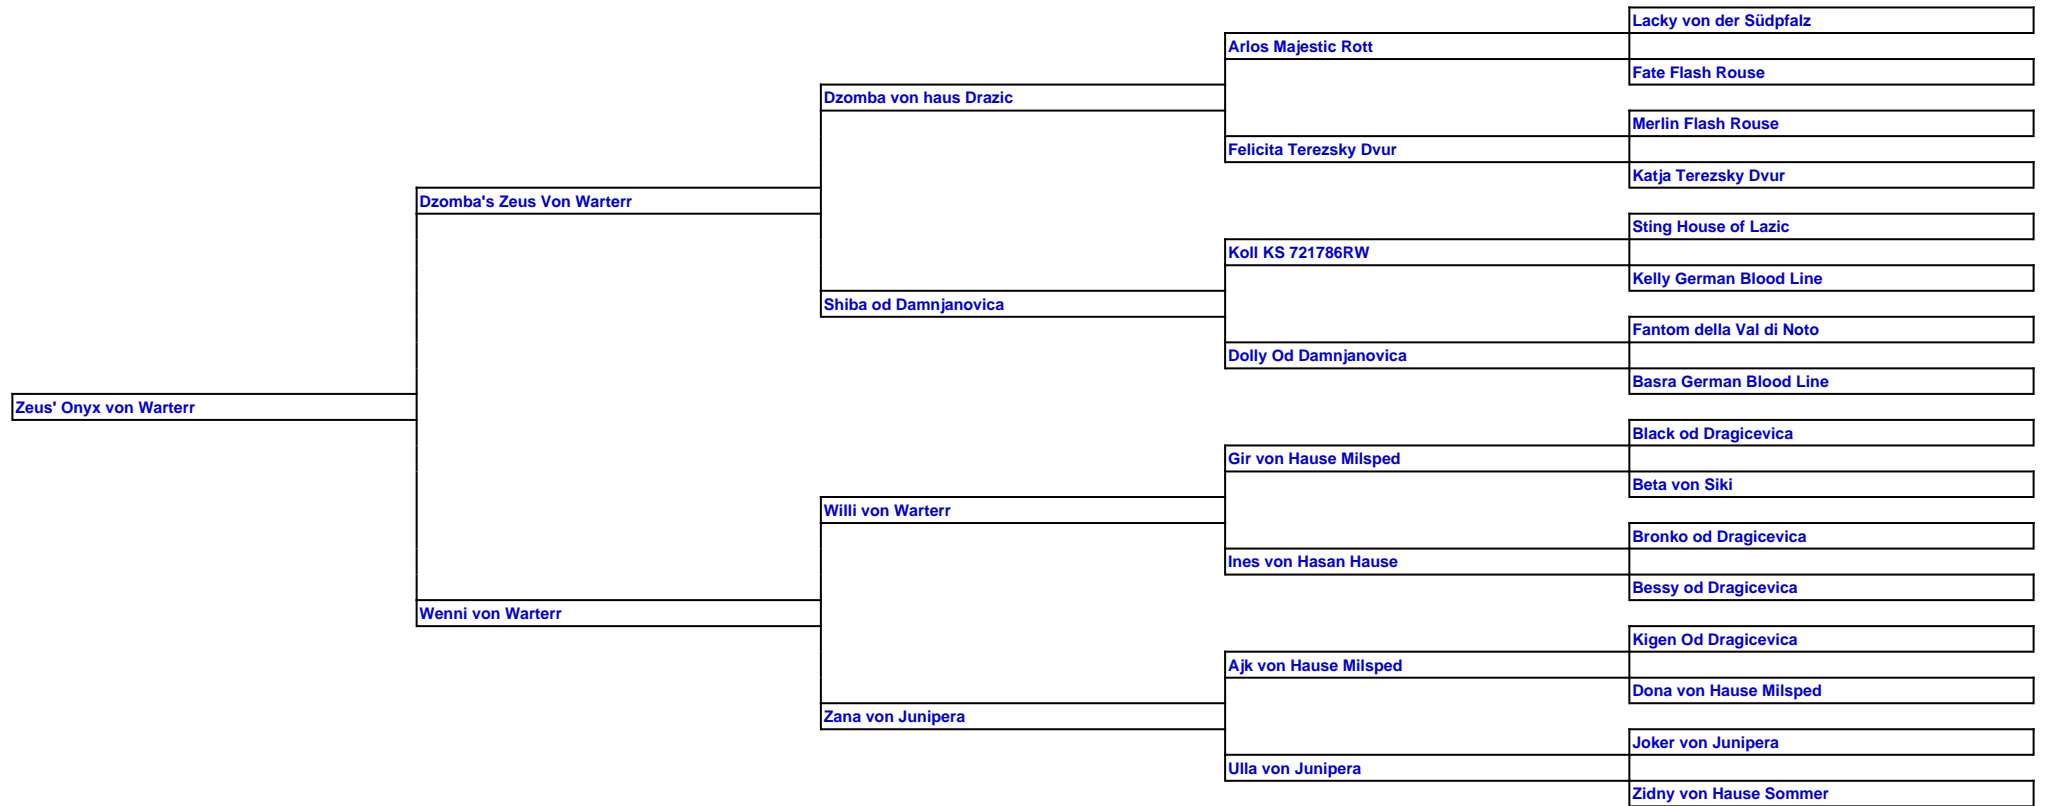 Lacky von der Südpfalz
Arlos Majestic Rott
Fate Flash Rouse
Dzomba von haus Drazic
Merlin Flash Rouse
Felicita Terezsky Dvur
Katja Terezsky Dvur
Dzomba's Zeus Von Warterr
Sting House of Lazic
Koll KS 721786RW
Kelly German Blood Line
Shiba od Damnjanovica
Fantom della Val di Noto
Dolly Od Damnjanovica
Basra German Blood Line
Zeus' Onyx von Warterr
Black od Dragicevica
Gir von Hause Milsped
Beta von Siki
Willi von Warterr
Bronko od Dragicevica
Ines von Hasan Hause
Bessy od Dragicevica
Wenni von Warterr
Kigen Od Dragicevica
Ajk von Hause Milsped
Dona von Hause Milsped
Zana von Junipera
Joker von Junipera
Ulla von Junipera
Zidny von Hause Sommer